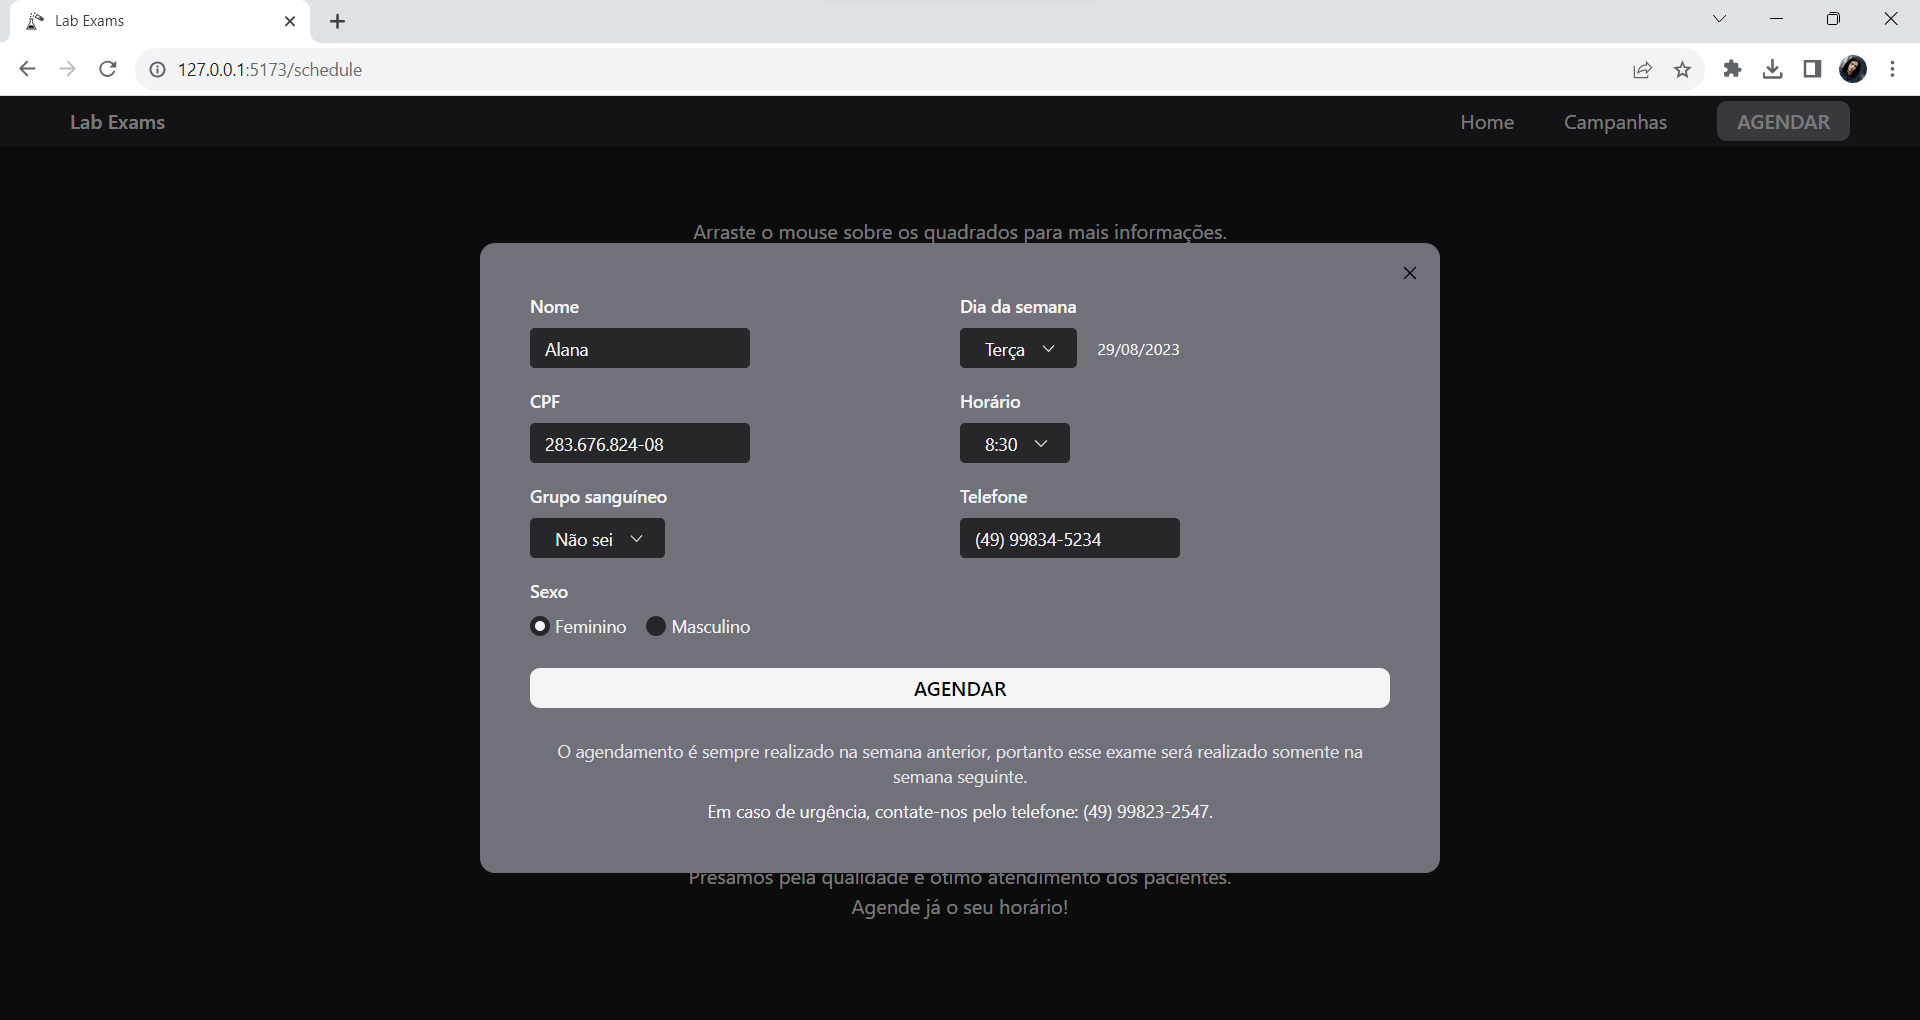 Lab Exams
127.0.0.1:5173/schedule
Lab Exams
Home
Campanhas
AGENDAR
Arraste o mouse sobre os quadrados para mais informações.
Nome
Alana
CPF
283.676.824-08
Grupo sanguíneo
Não sei
Sexo
Feminino
Masculino
Dia da semana
Terça
29/08/2023
Horário
8:30
Telefone
(49) 99834-5234
AGENDAR
O agendamento é sempre realizado na semana anterior, portanto esse exame será realizado somente na
semana seguinte.
Em caso de urgência, contate-nos pelo telefone: (49) 99823-2547.
Presamos pela qualidade e ótimo atendimento dos pacientes.
Agende já o seu horário!